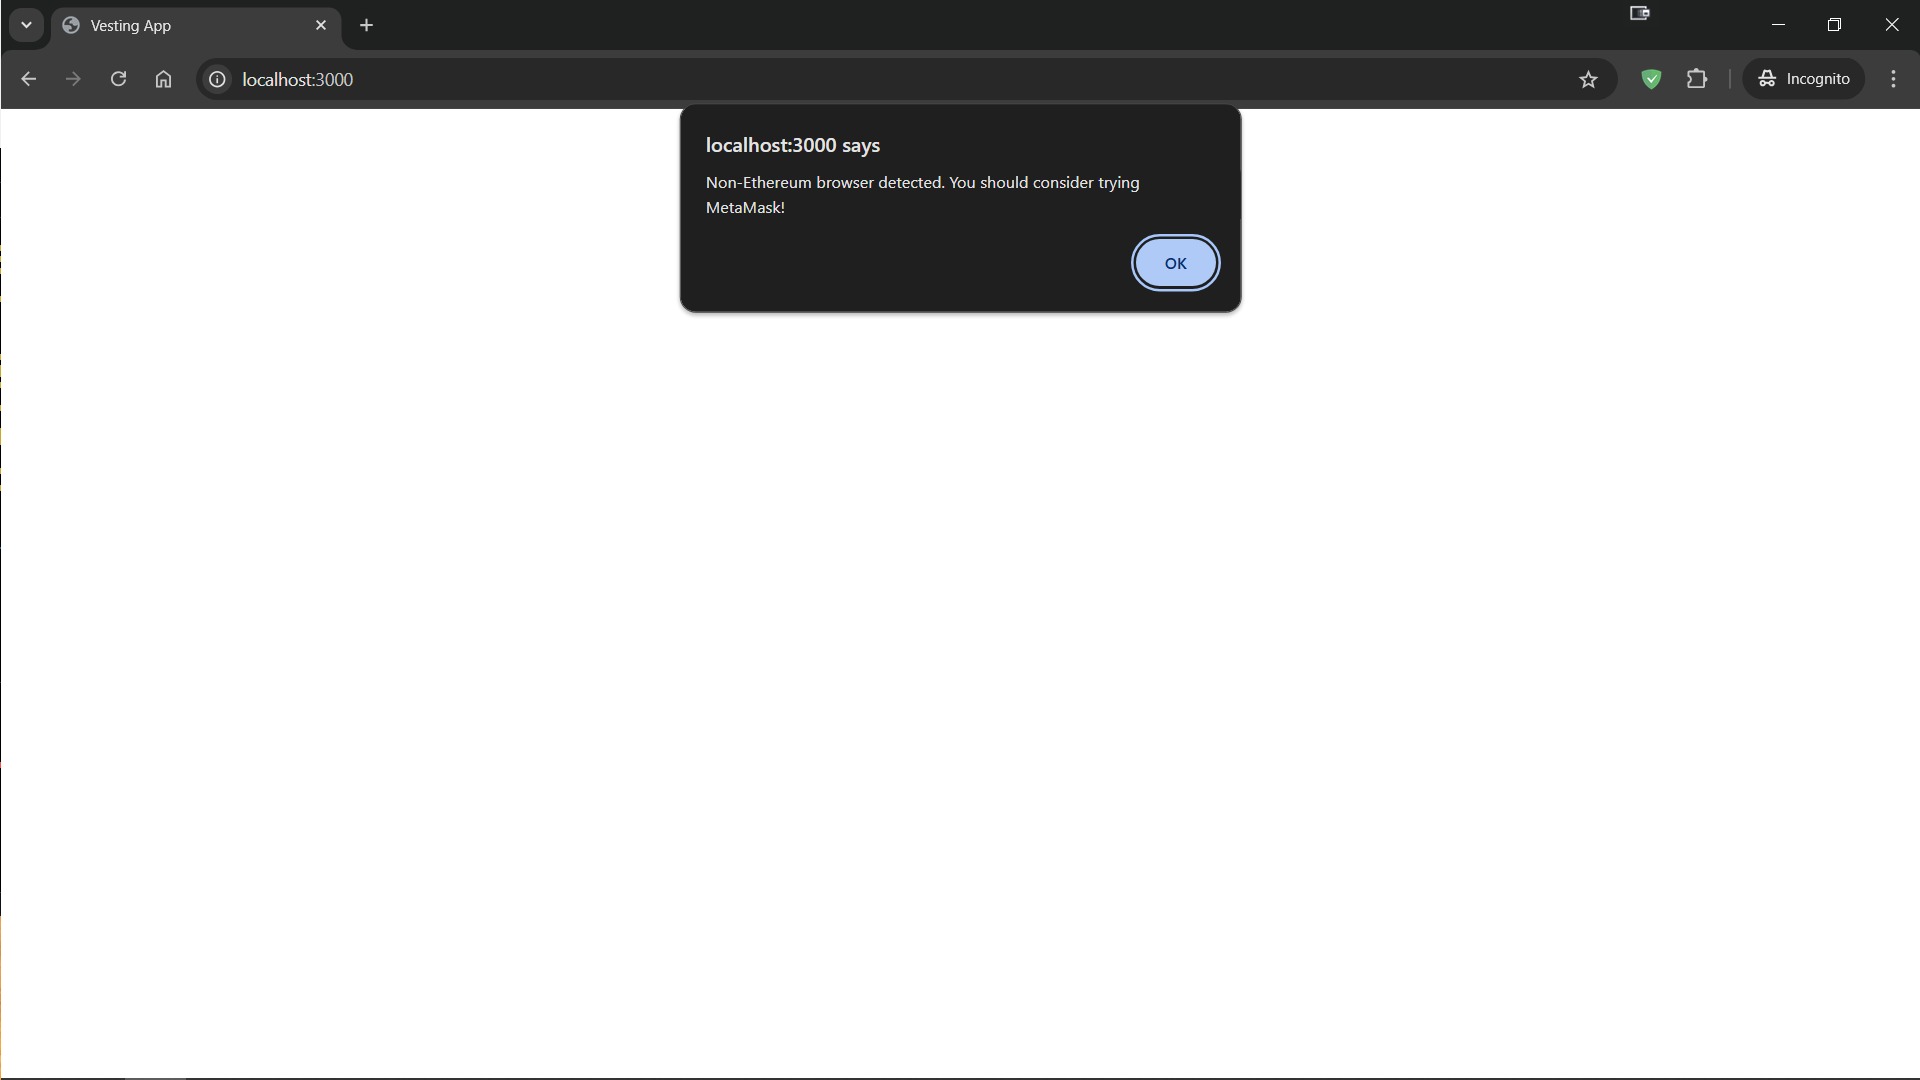 Vesting App
localhost:3000
Incognito
localhost:3000 says
Non-Ethereum browser detected. You should consider trying
MetaMask!
OK